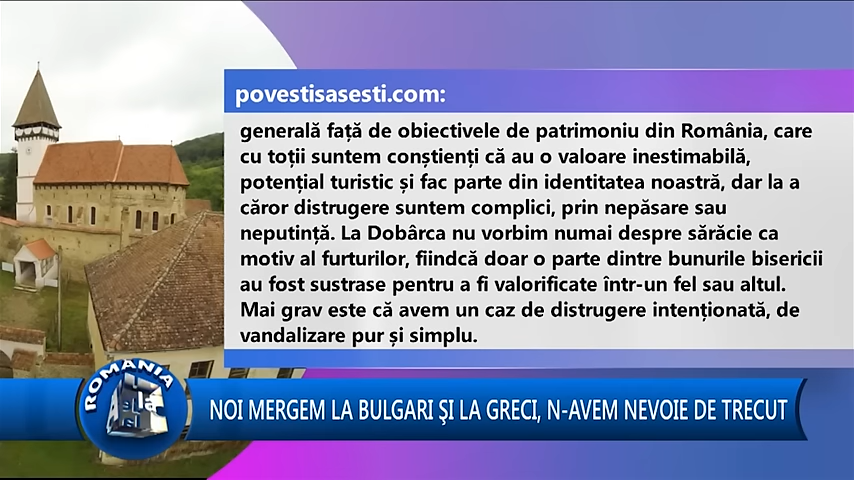 povestisasesti.com:
generală față de obiectivele de patrimoniu din România, care
cu toții suntem conștienți că au o valoare inestimabilă,
potențial turistic și fac parte din identitatea noastră, dar la a
căror distrugere suntem complici, prin nepăsare sau
neputință. La Dobârca nu vorbim numai despre sărăcie ca
motiv al furturilor, fiindcă doar o parte dintre bunurile bisericii
au fost sustrase pentru a fi valorificate într-un fel sau altul.
Mai grav este că avem un caz de distrugere intenționată, de
vandalizare pur și simplu.
ROMANIA
NOI MERGEM LA BULGARI ŞI LA GRECI, N-AVEM NEVOIE DE TRECUT